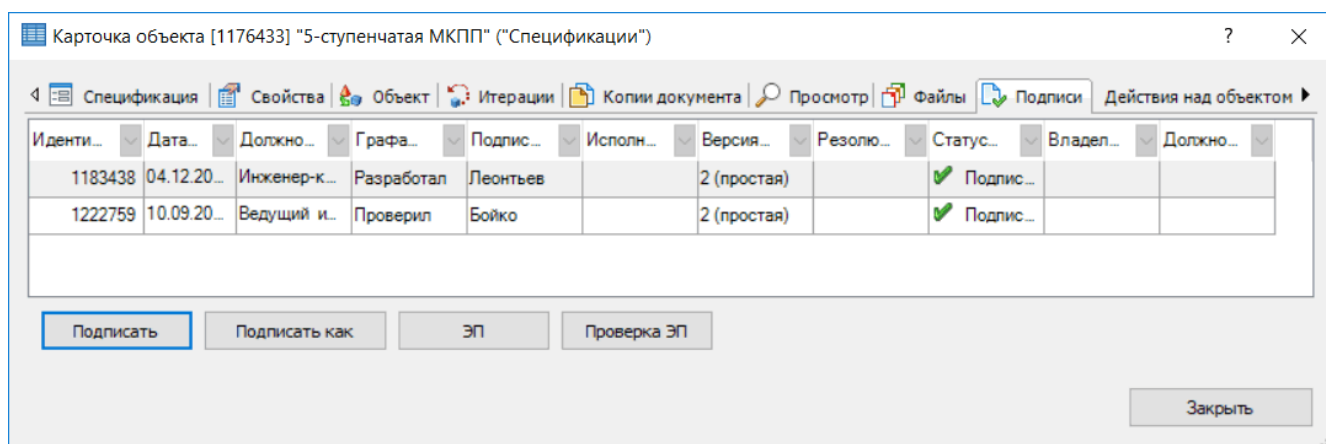 Карточка объекта [1176433] "5-ступенчатая МКПП" ("Спецификации") ?
Спецификация Свойства Объект Итерации Копии документа Просмотр Файлы Подписи Действия над объектом
Иденти... Дата... Должно... Графа... Подпис... Исполн... Версия... Резолю... Статус... Владел... Должно...
1183438 04.12.20... Инженер-к... Разработал Леонтьев 2 (простая) Подпис...
1222759 10.09.20... Ведущий и... Проверил Бойко 2 (простая) Подпис...
Подписать Подписать как ЭП Проверка ЭП
Закрыть